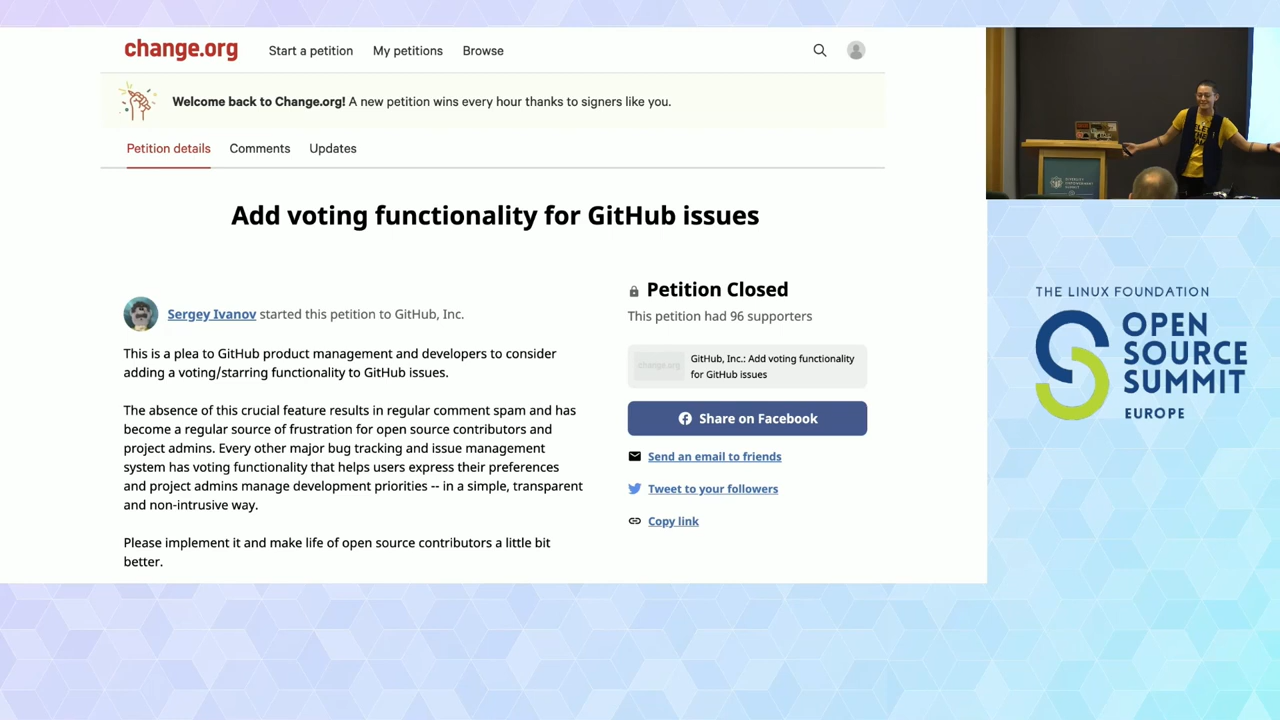 change.org
Start a petition
My petitions
Browse
Welcome back to Change.org! A new petition wins every hour thanks to signers like you.
Petition details
Comments
Updates
Add voting functionality for GitHub issues
Sergey Ivanov started this petition to GitHub, Inc.
This is a plea to GitHub product management and developers to consider
adding a voting/starring functionality to GitHub issues.
The absence of this crucial feature results in regular comment spam and has
become a regular source of frustration for open source contributors and
project admins. Every other major bug tracking and issue management
system has voting functionality that helps users express their preferences
and project admins manage development priorities -- in a simple, transparent
and non-intrusive way.
Please implement it and make life of open source contributors a little bit
better.
Petition Closed
This petition had 96 supporters
change.org
GitHub, Inc.: Add voting functionality
for GitHub issues
Share on Facebook
Send an email to friends
Tweet to your followers
Copy link
THE LINUX FOUNDATION
OPEN
SOURCE
SUMMIT
EUROPE